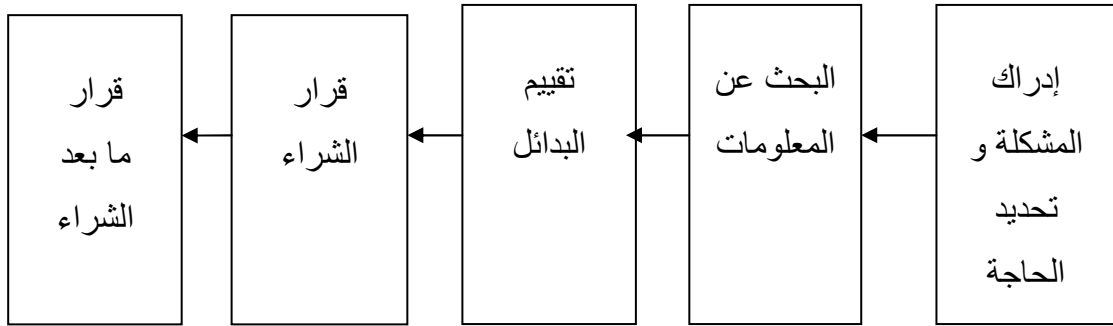 إدراك
المشكلة و
تحديد
الحاجة
البحث عن
المعلومات
تقييم
البدائل
قرار
الشراء
قرار
ما بعد
الشراء